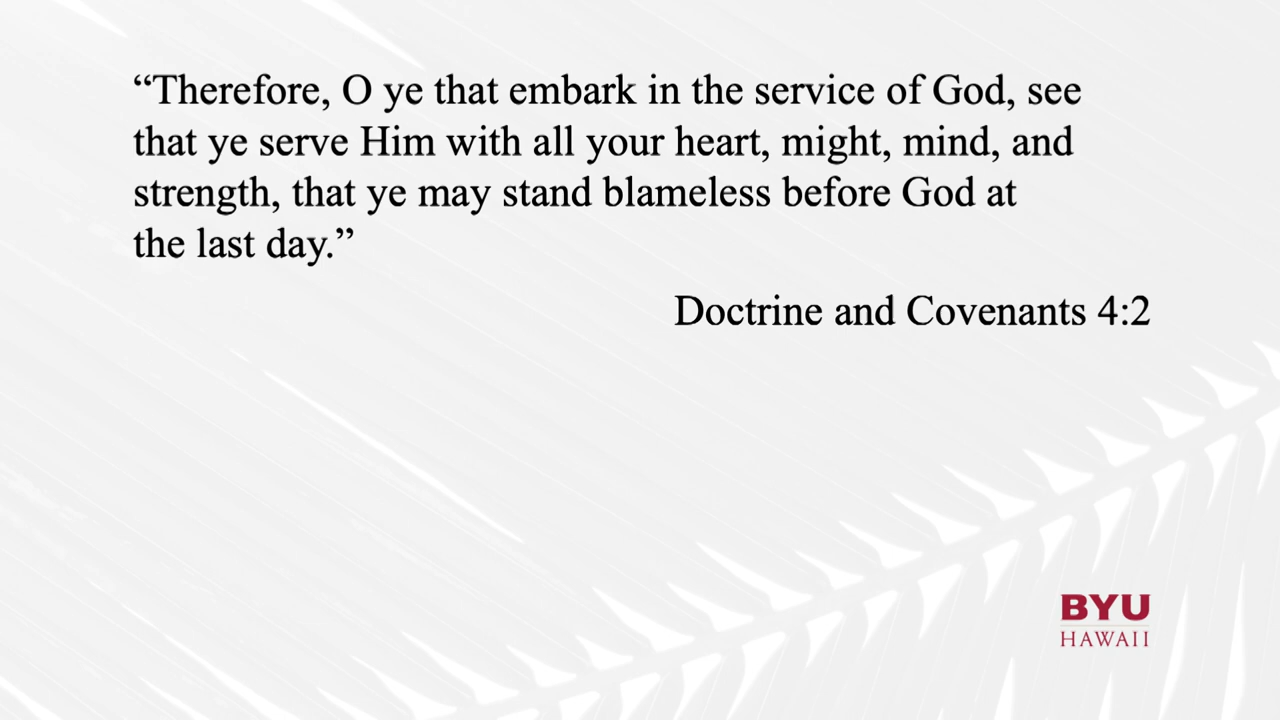 “Therefore, O ye that embark in the service of God, see
that ye serve Him with all your heart, might, mind, and
strength, that ye may stand blameless before God at
the last day.”
Doctrine and Covenants 4:2
BYU
HAWAII